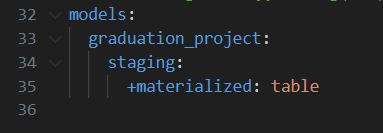 32 models:
33 graduation_project:
34 staging:
35 +materialized: table
36